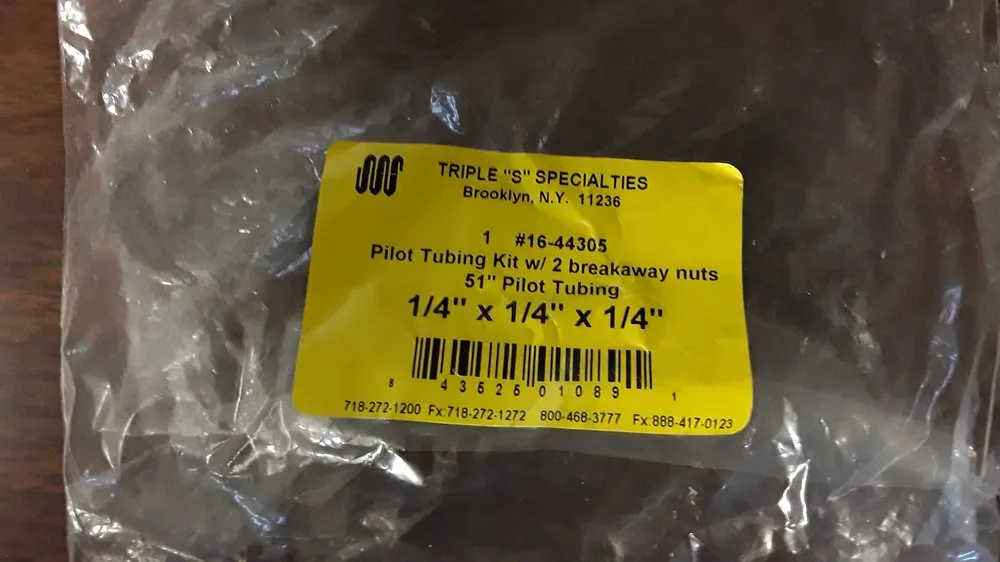 TRIPLE "S" SPECIALTIES
Brooklyn, N.Y. 11236
1 #16-44305
Pilot Tubing Kit w/ 2 breakaway nuts
51" Pilot Tubing
1/4" x 1/4" x 1/4"
8 43525 01089 1
718-272-1200 Fx:718-272-1272 800-468-3777 Fx:888-417-0123